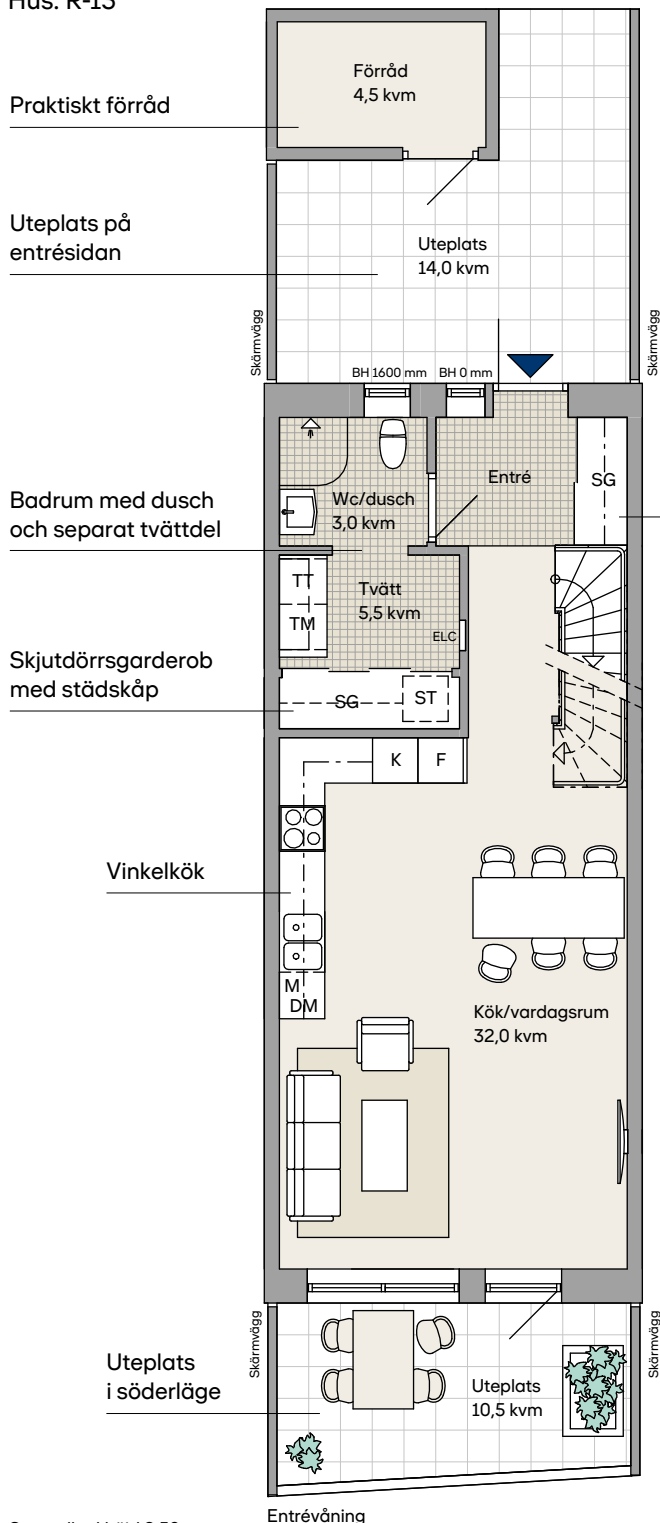 Förråd
4,5 kvm
Praktiskt förråd
Uteplats på
entrésidan
Uteplats
14,0 kvm
Skärmvägg
Skärmvägg
BH 1600 mm
BH 0 mm
Entré
SG
Badrum med dusch
och separat tvättdel
Wc/dusch
3,0 kvm
TT
TM
Tvätt
5,5 kvm
ELC
Skjutdörrsgarderob
med städskåp
SG
ST
K
F
Vinkelkök
M
DM
Kök/vardagsrum
32,0 kvm
Skärmvägg
Skärmvägg
Uteplats
i söderläge
Uteplats
10,5 kvm
Entrévåning